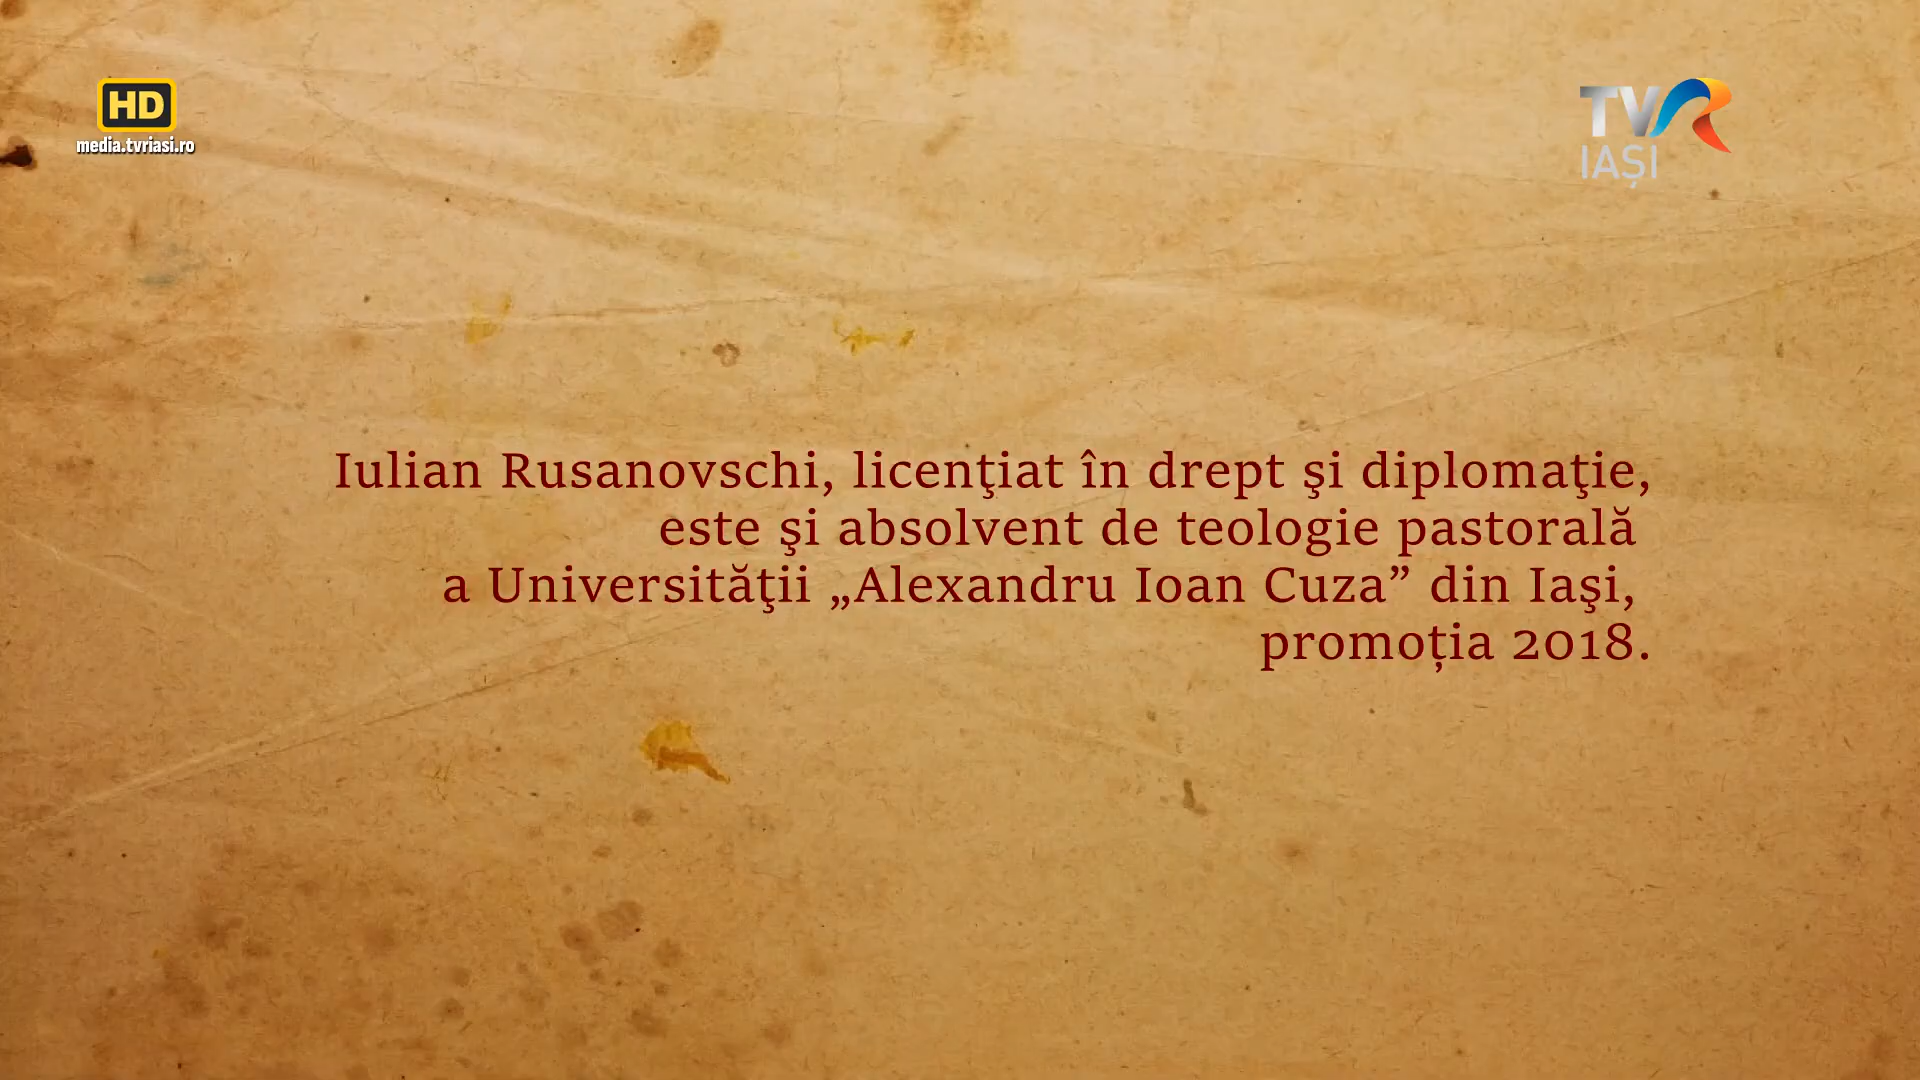 HD
media.tvriasi.ro
TVR
IAȘI
Iulian Rusanovschi, licenţiat în drept şi diplomaţie,
este şi absolvent de teologie pastorală
a Universităţii „Alexandru Ioan Cuza” din Iaşi,
promoția 2018.